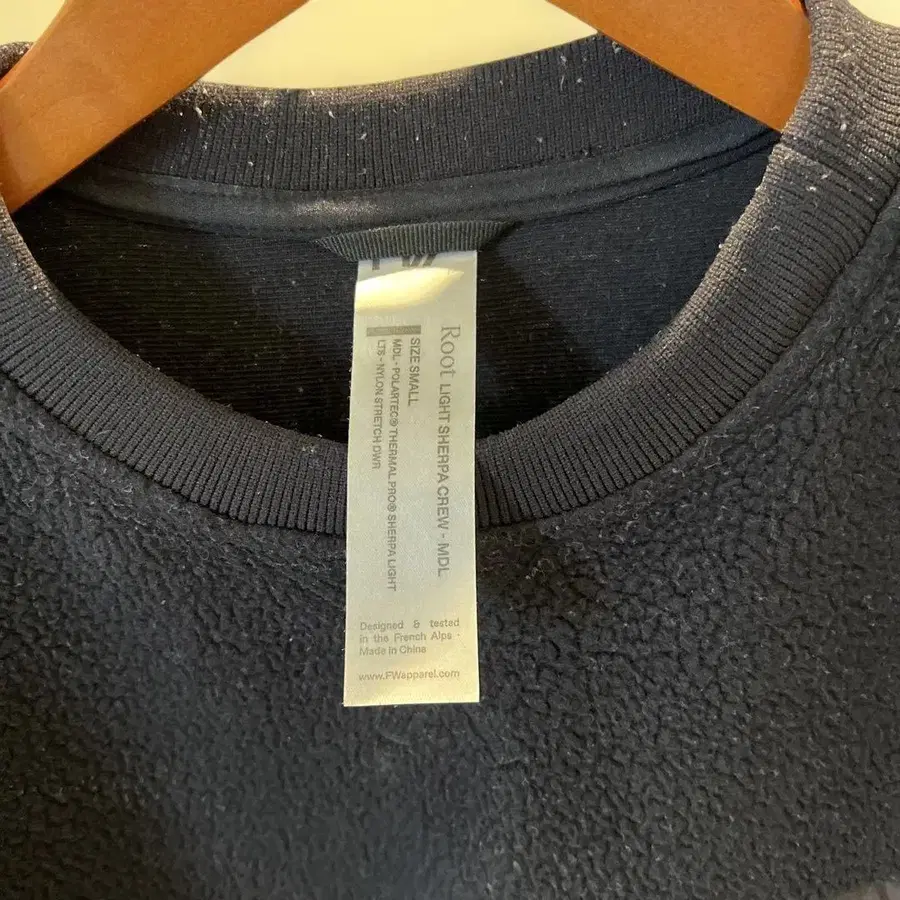 Root LIGHT SHERPA CREW - MDL
SIZE SMALL
MDL - POLARTEC® THERMAL PRO® SHERPA LIGHT
LTS - NYLON STRETCH DWR
Designed & tested
in the French Alps -
Made in China
www.FWapparel.com